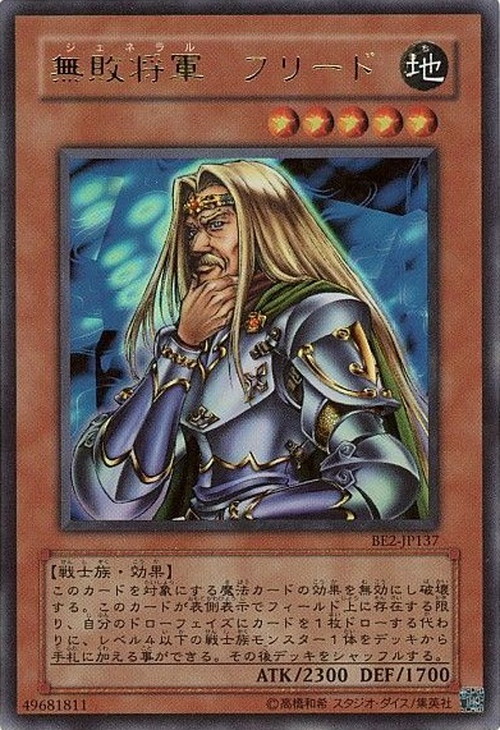 無敗将軍 フリード
ジェネラル
地
BE2-JP137
【戦士族・効果】
このカードを対象にする魔法カードの効果を無効にし破壊
する。このカードが表側表示でフィールド上に存在する限
り、自分のドローフェイズにカードを1枚ドローする代わ
りに、レベル4以下の戦士族モンスター1体をデッキから
手札に加える事ができる。その後デッキをシャッフルする。
ATK/2300 DEF/1700
49681811
©高橋和希 スタジオ・ダイス/集英社